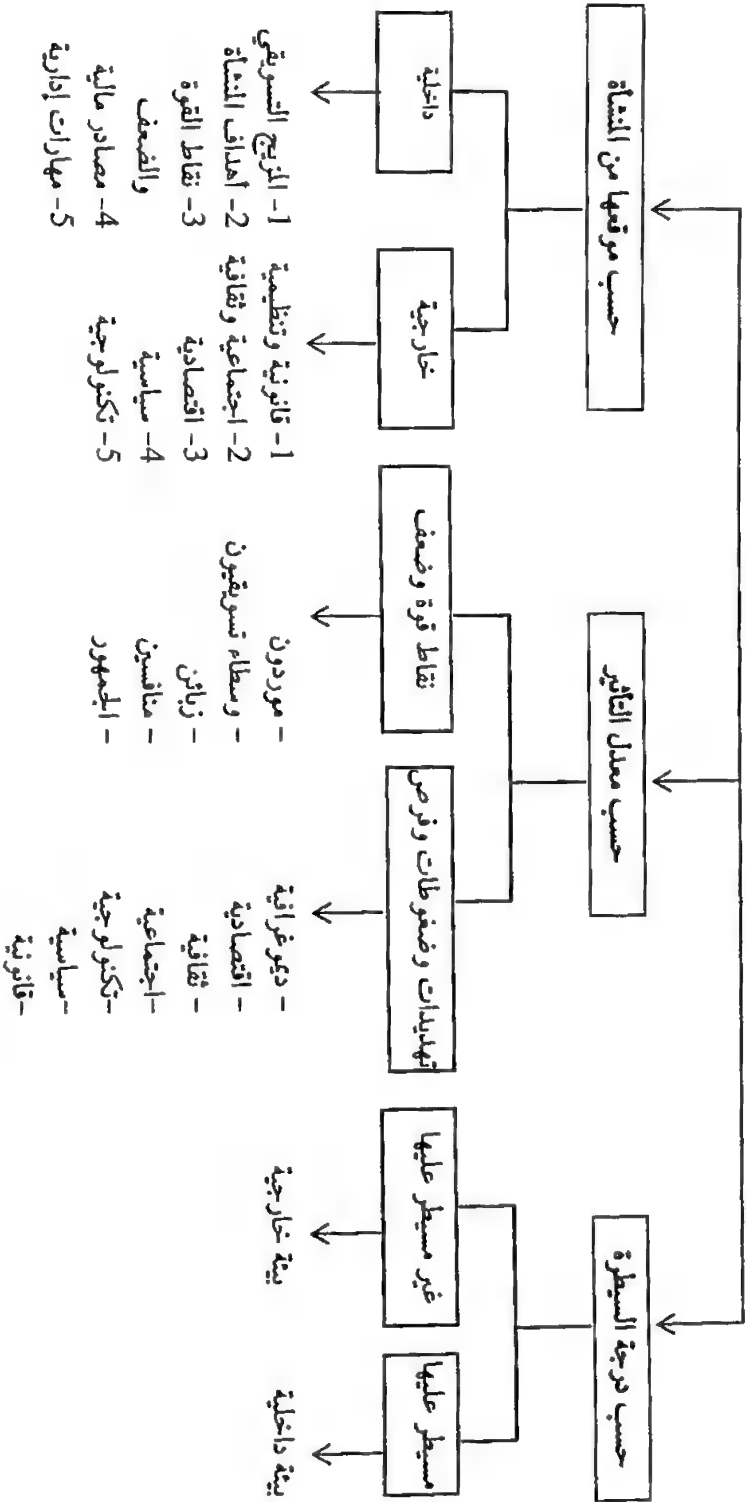 حسب موقعها من المنشأة
حسب معدل التأثير
حسب درجة السيطرة
داخلية
خارجية
نقاط قوة وضعف
تهديدات وضغوطات وفرص
غير مسيطر عليها
مسيطر عليها
1- المزيج التسويقي
2- أهداف المنشأة
3- نقاط القوة
والضعف
4- مصادر مالية
5- مهارات إدارية
1- قانونية وتنظيمية
2- اجتماعية وثقافية
3- اقتصادية
4- سياسية
5- تكنولوجية
- موردون
- وسطاء تسويقيون
- زبائن
- منافسين
- الجمهور
- ديموغرافية
- اقتصادية
- ثقافية
-اجتماعية
-تكنولوجية
-سياسية
-قانونية
بيئة خارجية
بيئة داخلية